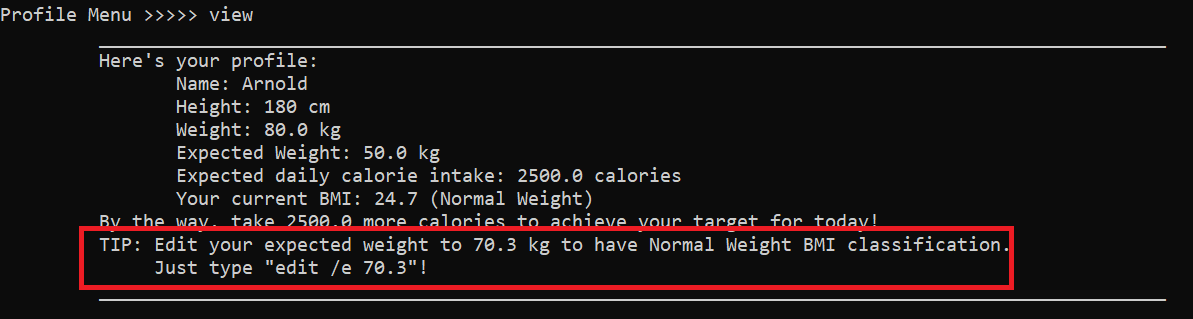 Profile Menu >>>>> view
Here's your profile:
Name: Arnold
Height: 180 cm
Weight: 80.0 kg
Expected Weight: 50.0 kg
Expected daily calorie intake: 2500.0 calories
Your current BMI: 24.7 (Normal Weight)
By the way, take 2500.0 more calories to achieve your target for today!
TIP: Edit your expected weight to 70.3 kg to have Normal Weight BMI classification.
Just type "edit /e 70.3"!